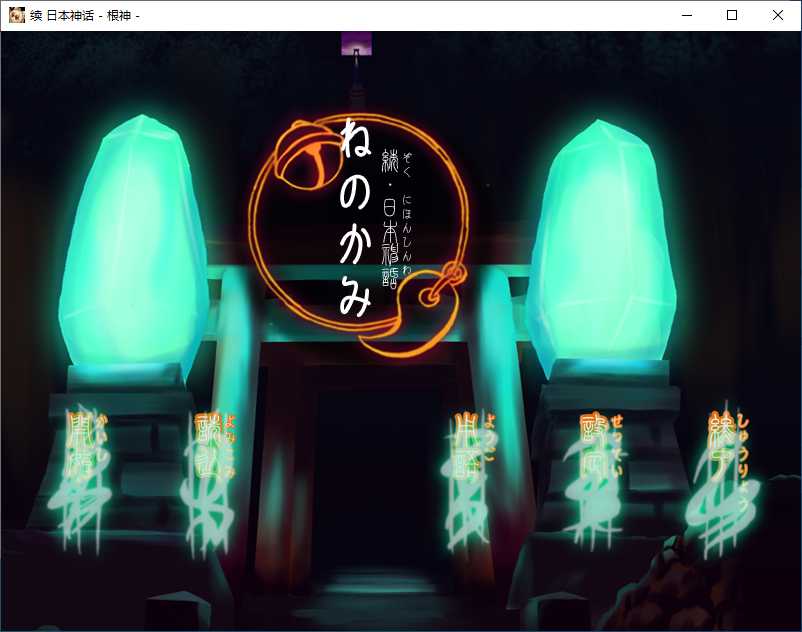 续 日本神话 - 根神 -
ねのかみ
続・日本神話
ぞく にほんしんわ
開始
かいし
読込
よみこみ
用語
ようご
設定
せってい
終了
しゅうりょう